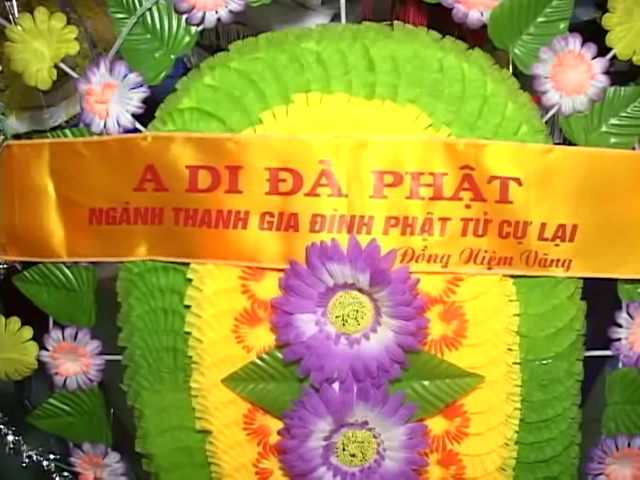 A DI ĐÀ PHẬT
NGÀNH THANH GIA ĐÌNH PHẬT TỬ CỰ LẠI
Đồng Niệm Vãng